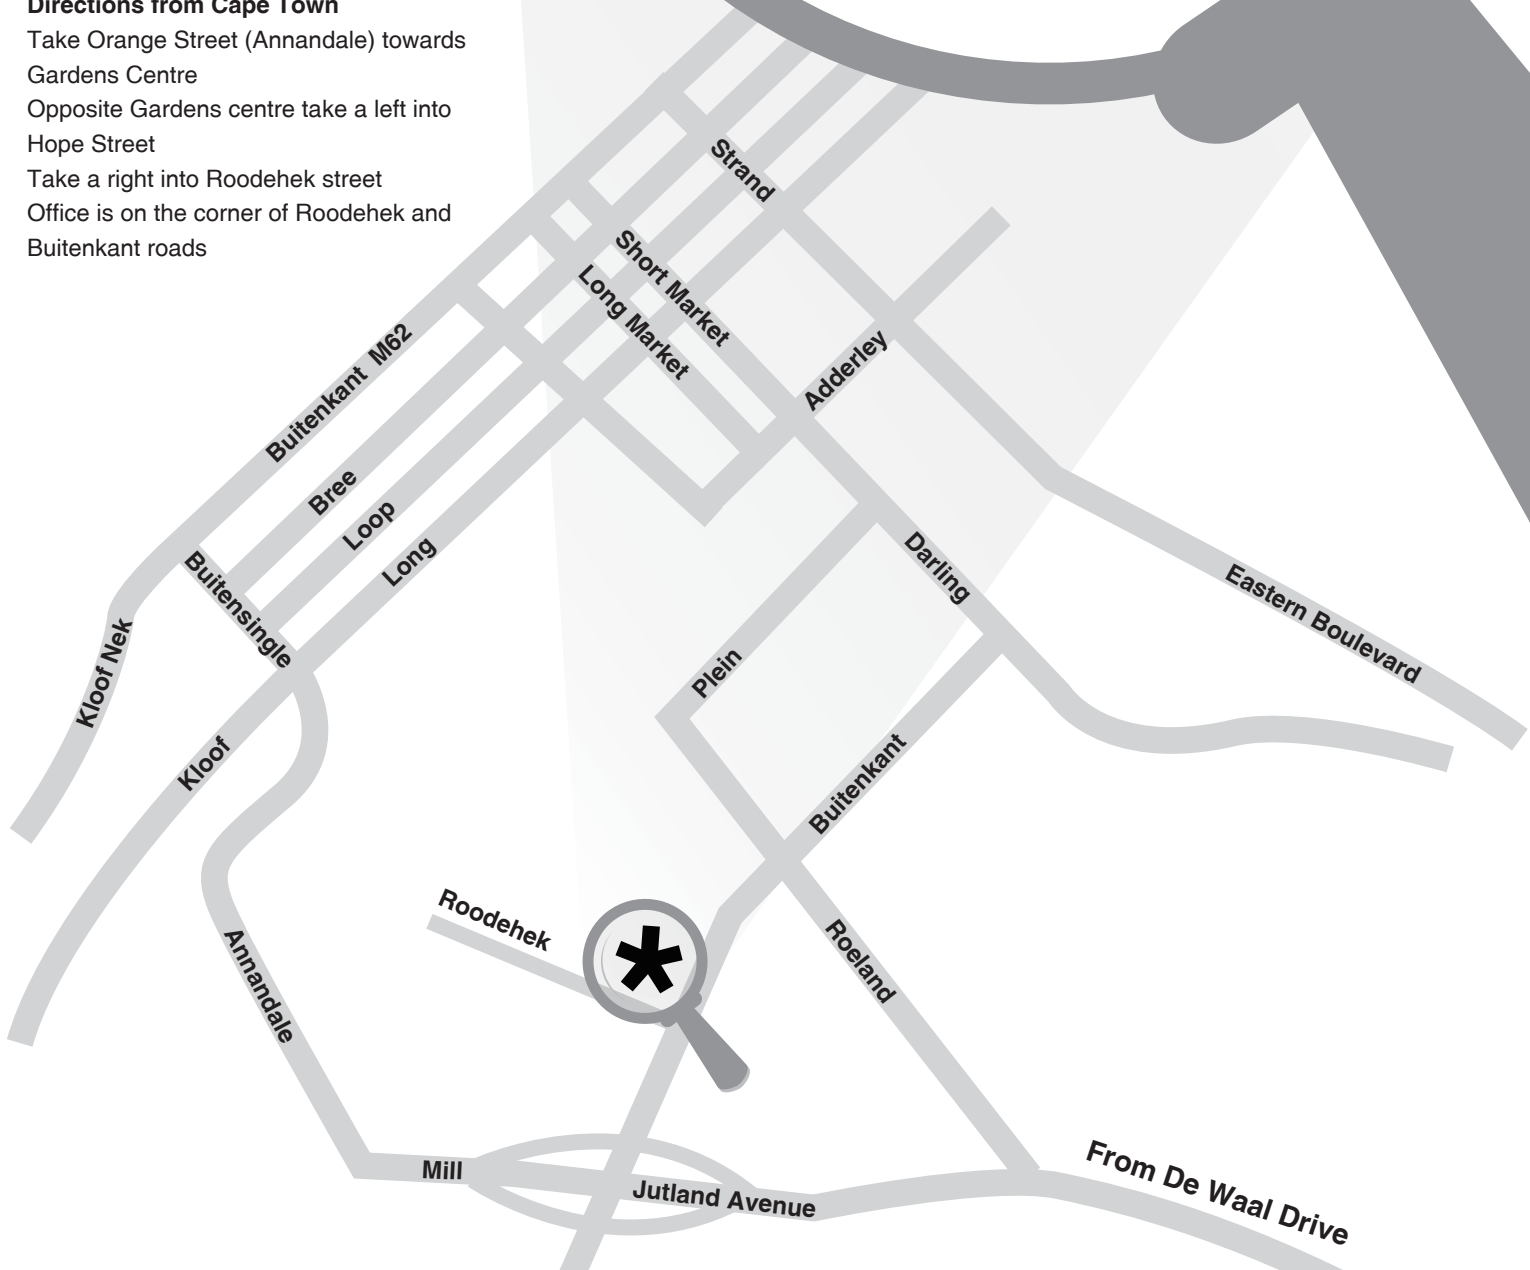 Directions from Cape Town
Take Orange Street (Annandale) towards
Gardens Centre
Opposite Gardens centre take a left into
Hope Street
Take a right into Roodehek street
Office is on the corner of Roodehek and
Buitenkant roads
Strand
Short Market
Long Market
Adderley
Buitenkant M62
Bree
Loop
Long
Buitensingle
Kloof Nek
Kloof
Darling
Eastern Boulevard
Plein
Buitenkant
Roodehek
*
Roeland
Annandale
Mill
Jutland Avenue
From De Waal Drive